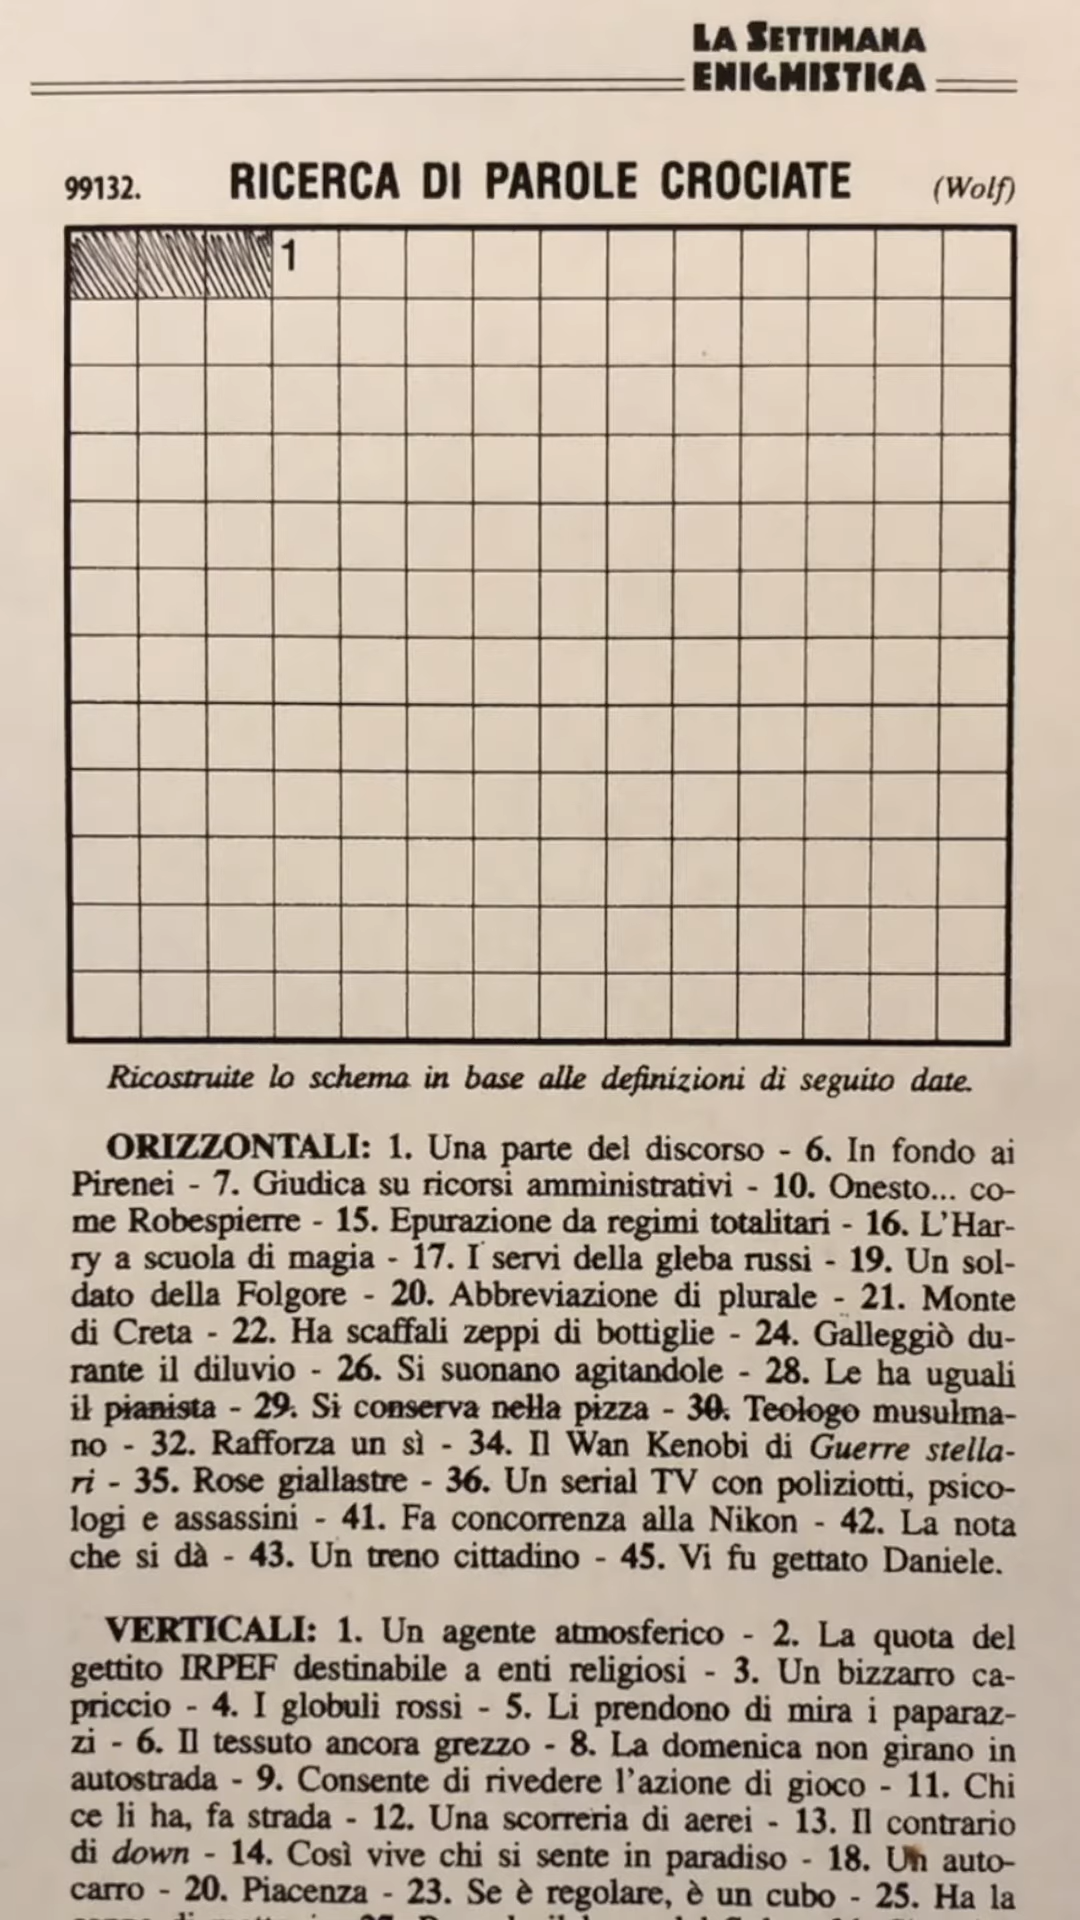 LA SETTIMANA
ENIGMISTICA
99132. RICERCA DI PAROLE CROCIATE (Wolf)
1
Ricostruite lo schema in base alle definizioni di seguito date.
ORIZZONTALI: 1. Una parte del discorso - 6. In fondo ai
Pirenei - 7. Giudica su ricorsi amministrativi - 10. Onesto... co-
me Robespierre - 15. Epurazione da regimi totalitari - 16. L'Har-
ry a scuola di magia - 17. I servi della gleba russi - 19. Un sol-
dato della Folgore - 20. Abbreviazione di plurale - 21. Monte
di Creta - 22. Ha scaffali zeppi di bottiglie - 24. Galleggiò du-
rante il diluvio - 26. Si suonano agitandole - 28. Le ha uguali
il pianista - 29. Si conserva nella pizza - 30. Teologo musulma-
no - 32. Rafforza un sì - 34. Il Wan Kenobi di Guerre stella-
ri - 35. Rose giallastre - 36. Un serial TV con poliziotti, psico-
logi e assassini - 41. Fa concorrenza alla Nikon - 42. La nota
che si dà - 43. Un treno cittadino - 45. Vi fu gettato Daniele.
VERTICALI: 1. Un agente atmosferico - 2. La quota del
gettito IRPEF destinabile a enti religiosi - 3. Un bizzarro ca-
priccio - 4. I globuli rossi - 5. Li prendono di mira i paparaz-
zi - 6. Il tessuto ancora grezzo - 8. La domenica non girano in
autostrada - 9. Consente di rivedere l'azione di gioco - 11. Chi
ce li ha, fa strada - 12. Una scorreria di aerei - 13. Il contrario
di down - 14. Così vive chi si sente in paradiso - 18. Un auto-
carro - 20. Piacenza - 23. Se è regolare, è un cubo - 25. Ha la